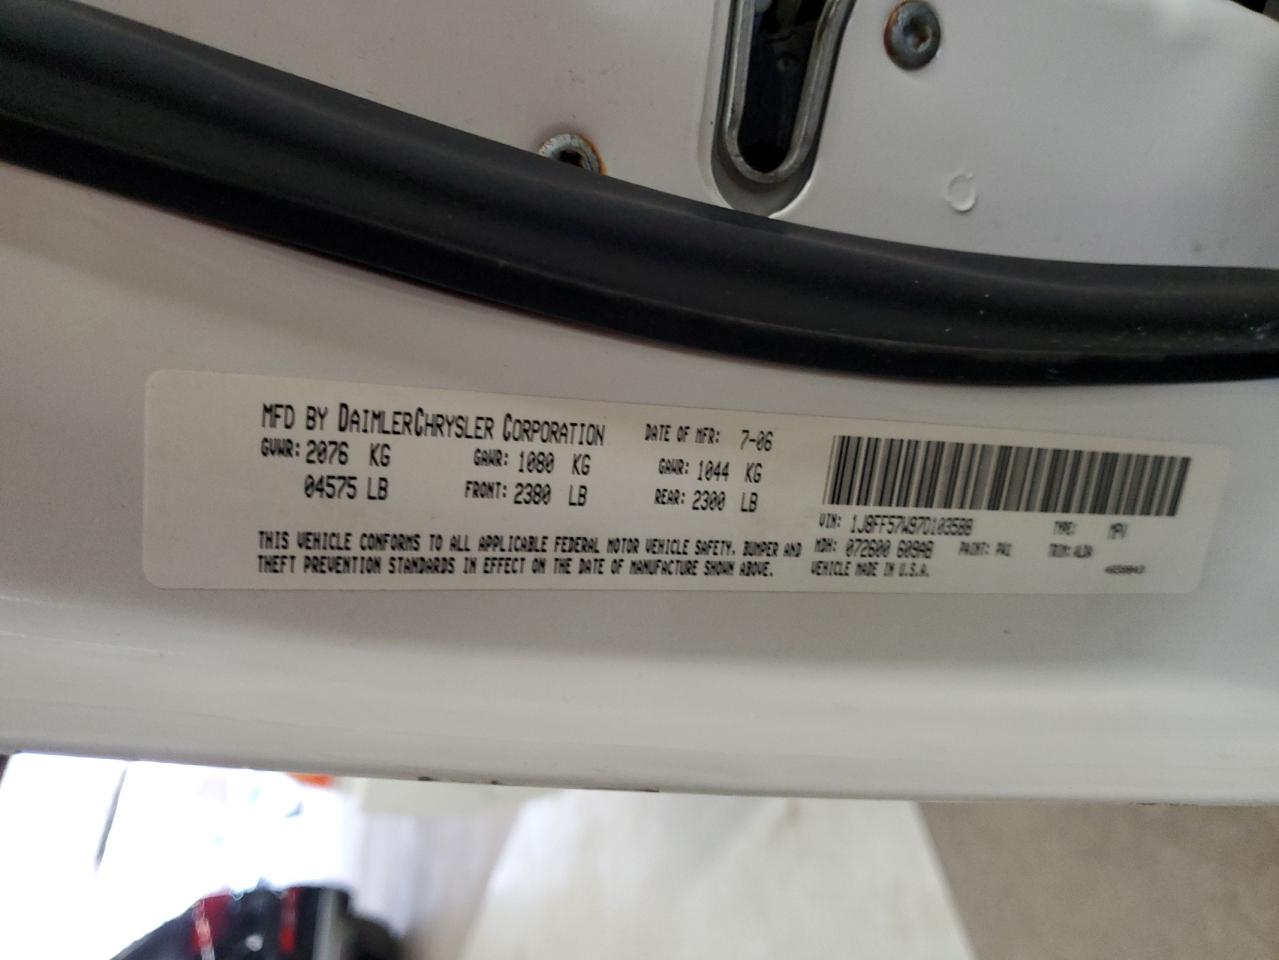 MFD BY DAIMLERCHRYSLER CORPORATION DATE OF MFR: 7-06
GVWR: 2076 KG GAWR: 1080 KG GAWR: 1044 KG
04575 LB FRONT: 2380 LB REAR: 2300 LB
VIN: 1J8FF57W97D103588 TYPE: MPV
THIS VEHICLE CONFORMS TO ALL APPLICABLE FEDERAL MOTOR VEHICLE SAFETY, BUMPER AND MDH: 072600 609AB PAINT: TRIM:
THEFT PREVENTION STANDARDS IN EFFECT ON THE DATE OF MANUFACTURE SHOWN ABOVE. VEHICLE MADE IN U.S.A.